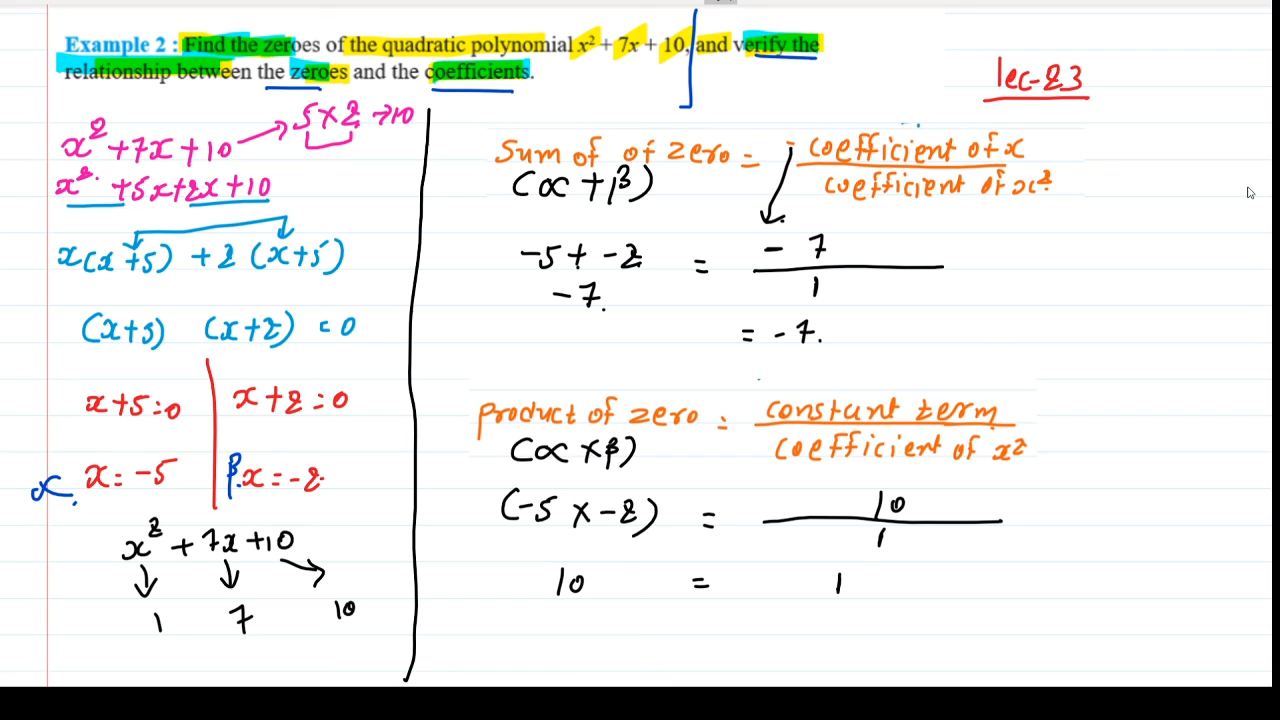 Example 2 : Find the zeroes of the quadratic polynomial x² + 7x + 10, and verify the
relationship between the zeroes and the coefficients.
lec-23
x² + 7x + 10 → 5 × 2 → 10
x² + 5x + 2x + 10
x(x+5) + 2(x+5)
(x+5) (x+2) = 0
x+5=0
x+2=0
α. x = -5
β. x = -2
x² + 7x + 10
1 7 10
Sum of of zero = - coefficient of x / coefficient of x²
(α + β)
-5 + -2 = -7 / 1
-7.
= -7.
product of zero = constant term / coefficient of x²
(α × β)
(-5 × -2) = 10 / 1
10 = 1